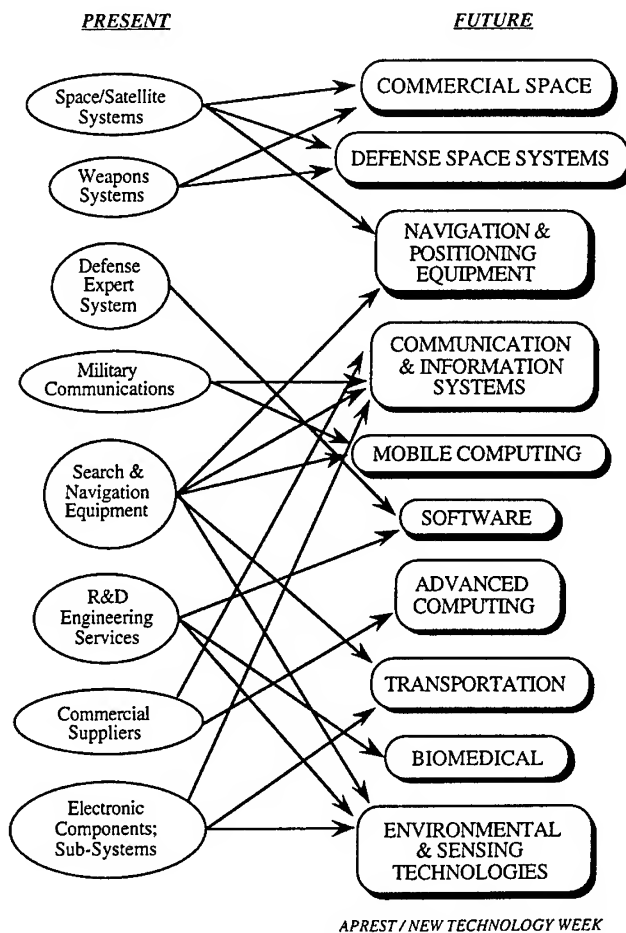 PRESENT
FUTURE
Space/Satellite
Systems
Weapons
Systems
Defense
Expert
System
Military
Communications
Search &
Navigation
Equipment
R&D
Engineering
Services
Commercial
Suppliers
Electronic
Components;
Sub-Systems
COMMERCIAL SPACE
DEFENSE SPACE SYSTEMS
NAVIGATION &
POSITIONING
EQUIPMENT
COMMUNICATION
& INFORMATION
SYSTEMS
MOBILE COMPUTING
SOFTWARE
ADVANCED
COMPUTING
TRANSPORTATION
BIOMEDICAL
ENVIRONMENTAL
& SENSING
TECHNOLOGIES
APREST / NEW TECHNOLOGY WEEK